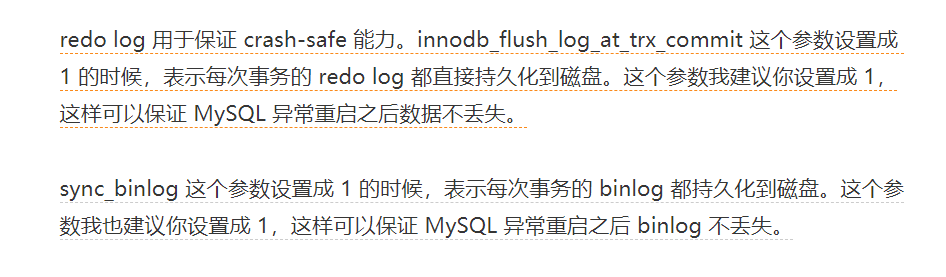 redo log 用于保证 crash-safe 能力。innodb_flush_log_at_trx_commit 这个参数设置成
1 的时候，表示每次事务的 redo log 都直接持久化到磁盘。这个参数我建议你设置成 1，
这样可以保证 MySQL 异常重启之后数据不丢失。
sync_binlog 这个参数设置成 1 的时候，表示每次事务的 binlog 都持久化到磁盘。这个参
数我也建议你设置成 1，这样可以保证 MySQL 异常重启之后 binlog 不丢失。